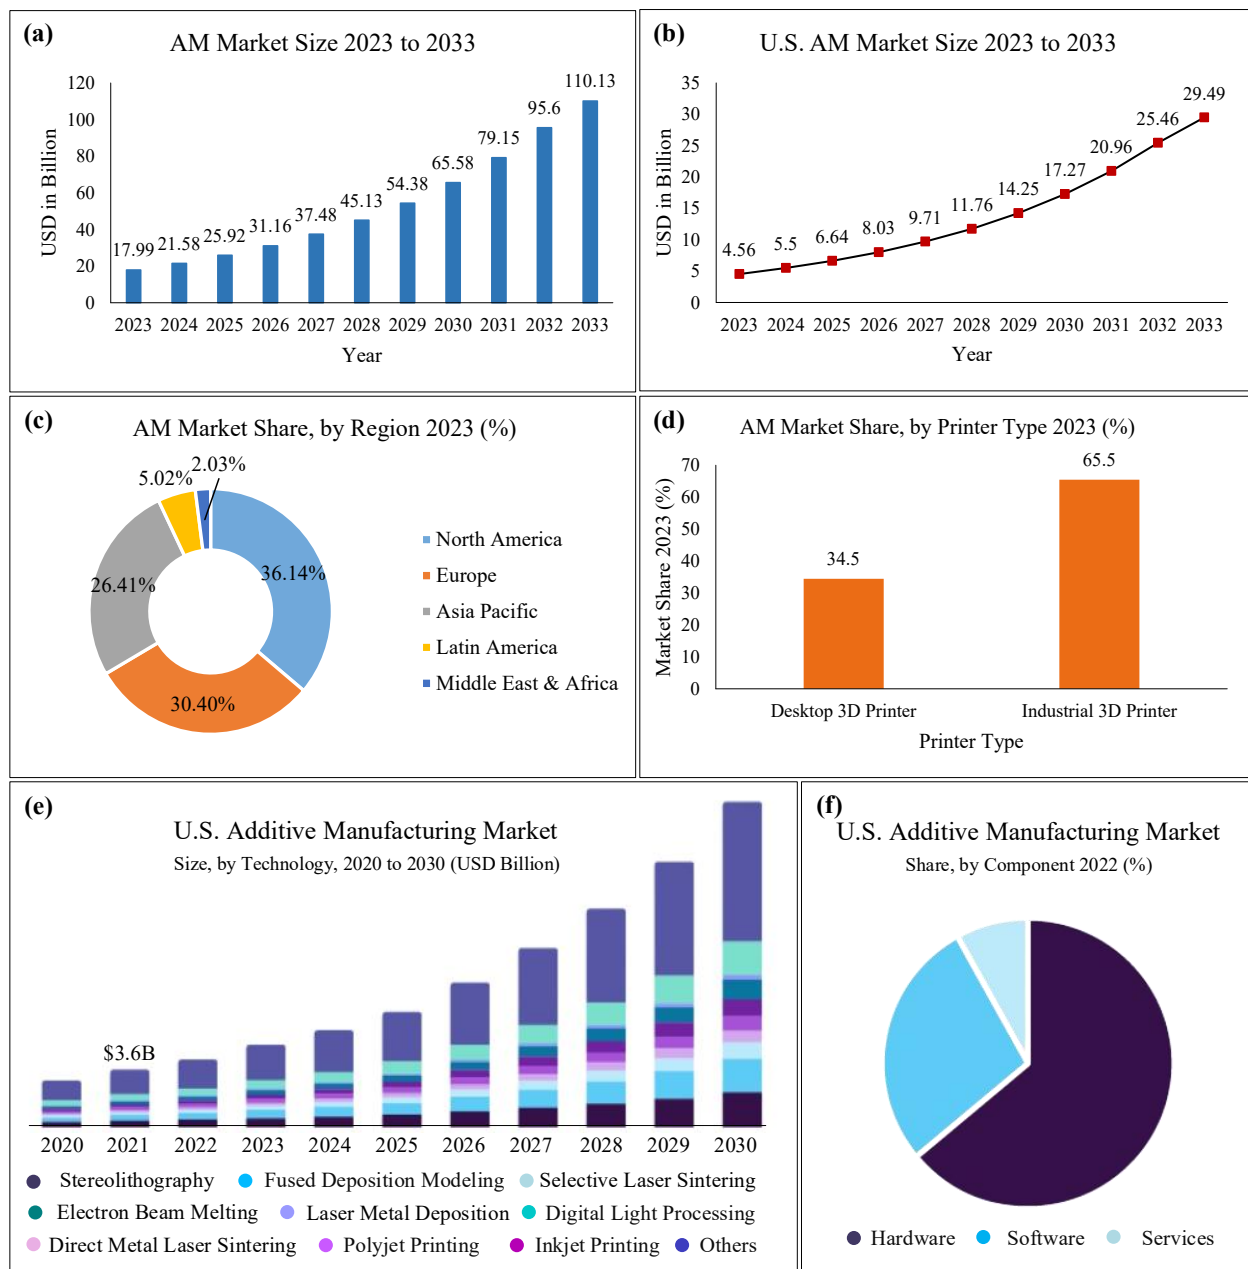 (a)
AM Market Size 2023 to 2033
USD in Billion
120
100
80
60
40
20
0
17.99
21.58
25.92
31.16
37.48
45.13
54.38
65.58
79.15
95.6
110.13
2023 2024 2025 2026 2027 2028 2029 2030 2031 2032 2033
Year
(b)
U.S. AM Market Size 2023 to 2033
USD in Billion
35
30
25
20
15
10
5
0
4.56
5.5
6.64
8.03
9.71
11.76
14.25
17.27
20.96
25.46
29.49
2023 2024 2025 2026 2027 2028 2029 2030 2031 2032 2033
Year
(c)
AM Market Share, by Region 2023 (%)
5.02%
2.03%
26.41%
36.14%
30.40%
North America
Europe
Asia Pacific
Latin America
Middle East & Africa
(d)
AM Market Share, by Printer Type 2023 (%)
Market Share 2023 (%)
70
60
50
40
30
20
10
0
34.5
65.5
Desktop 3D Printer
Industrial 3D Printer
Printer Type
(e)
U.S. Additive Manufacturing Market
Size, by Technology, 2020 to 2030 (USD Billion)
$3.6B
2020 2021 2022 2023 2024 2025 2026 2027 2028 2029 2030
Stereolithography Fused Deposition Modeling Selective Laser Sintering
Electron Beam Melting Laser Metal Deposition Digital Light Processing
Direct Metal Laser Sintering Polyjet Printing Inkjet Printing Others
(f)
U.S. Additive Manufacturing Market
Share, by Component 2022 (%)
Hardware Software Services